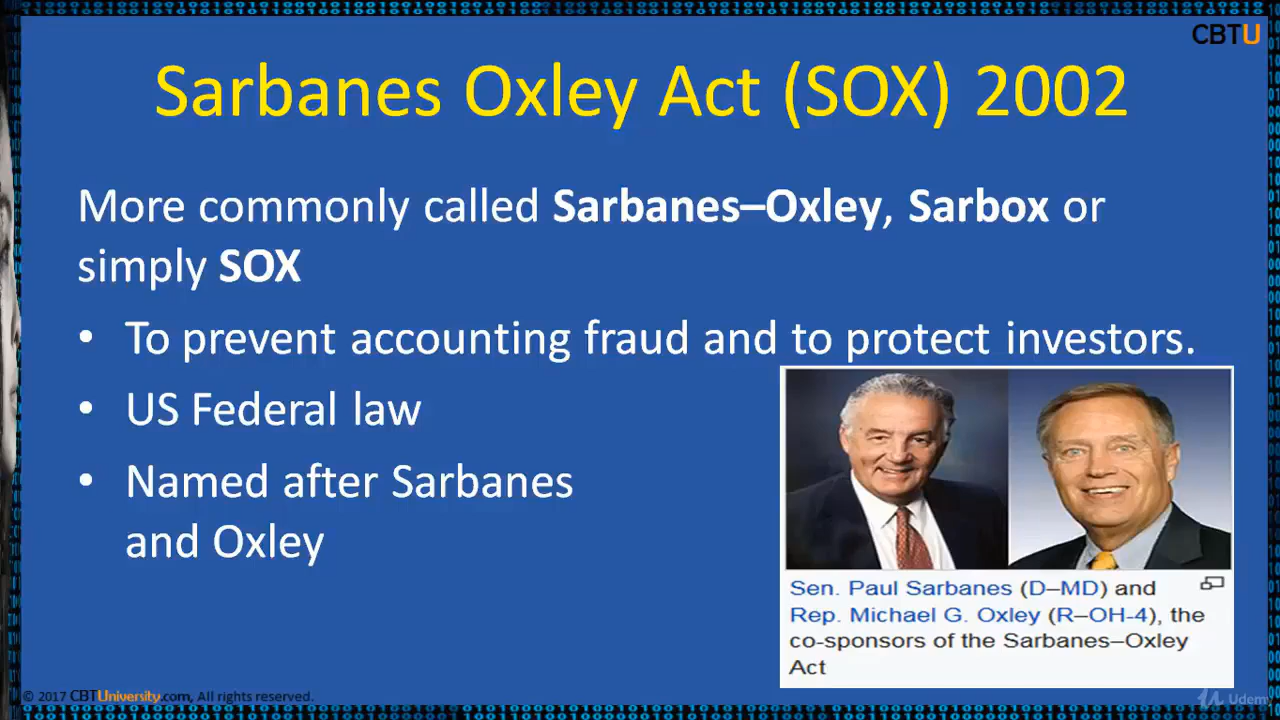 CBTU
Sarbanes Oxley Act (SOX) 2002
More commonly called Sarbanes–Oxley, Sarbox or
simply SOX
• To prevent accounting fraud and to protect investors.
• US Federal law
• Named after Sarbanes
and Oxley
Sen. Paul Sarbanes (D–MD) and
Rep. Michael G. Oxley (R–OH-4), the
co-sponsors of the Sarbanes–Oxley
Act
© 2017 CBTUniversity.com, All rights reserved.
Udemy